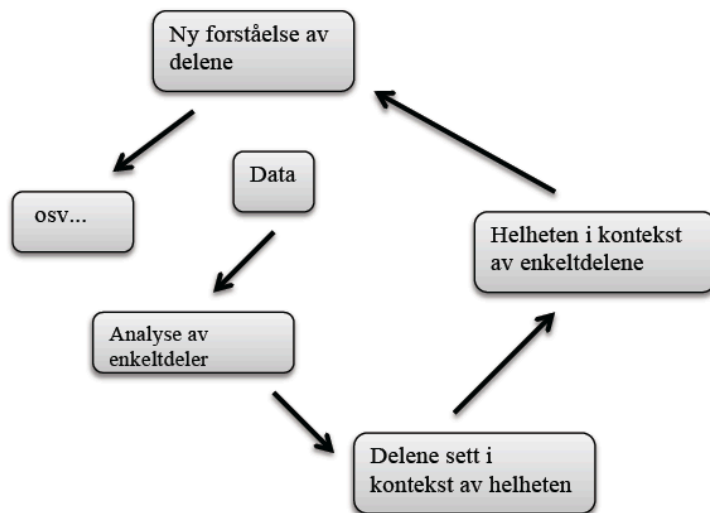 Ny forståelse av
delene
Data
osv...
Helheten i kontekst
av enkeltdelene
Analyse av
enkeltdeler
Delene sett i
kontekst av helheten